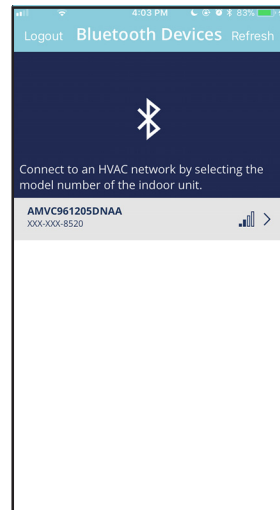 4:03 PM 83%
Logout Bluetooth Devices Refresh
Connect to an HVAC network by selecting the
model number of the indoor unit.
AMVC961205DNAA
XXX-XXX-8520